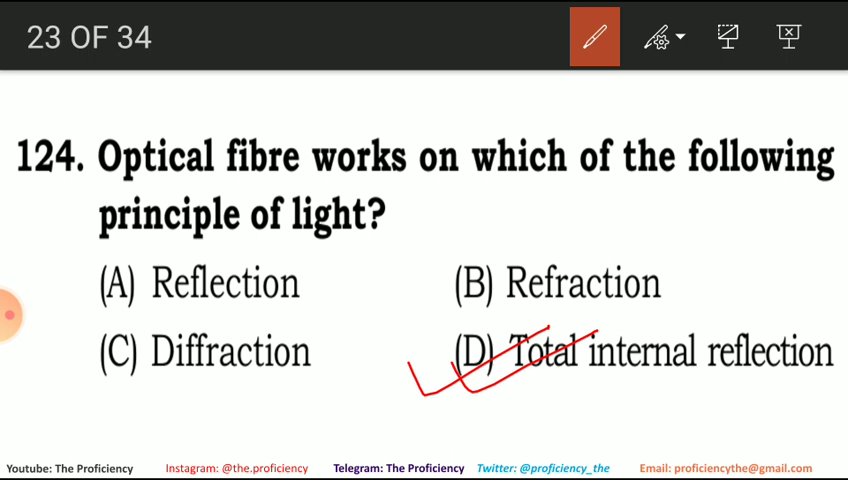 23 OF 34
124. Optical fibre works on which of the following
principle of light?
(A) Reflection (B) Refraction
(C) Diffraction (D) Total internal reflection
Youtube: The Proficiency Instagram: @the.proficiency Telegram: The Proficiency Twitter: @proficiency_the Email: proficiencythe@gmail.com